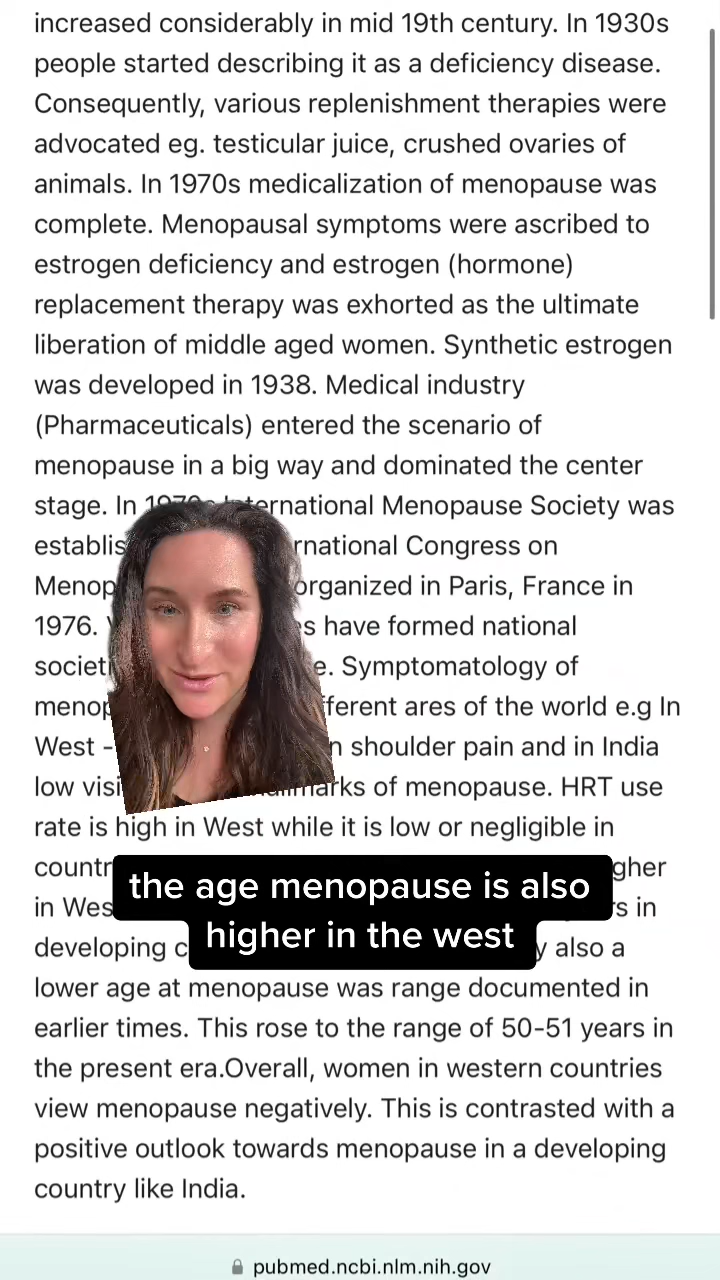 increased considerably in mid 19th century. In 1930s
people started describing it as a deficiency disease.
Consequently, various replenishment therapies were
advocated eg. testicular juice, crushed ovaries of
animals. In 1970s medicalization of menopause was
complete. Menopausal symptoms were ascribed to
estrogen deficiency and estrogen (hormone)
replacement therapy was exhorted as the ultimate
liberation of middle aged women. Synthetic estrogen
was developed in 1938. Medical industry
(Pharmaceuticals) entered the scenario of
menopause in a big way and dominated the center
stage. In International Menopause Society was
International Congress on
organized in Paris, France in
1976. have formed national
Symptomatology of
ares of the world e.g In
West - shoulder pain and in India
low of menopause. HRT use
rate is high in West while it is low or negligible in
the age menopause is also
higher in the west
in
developing also a
lower age at menopause was range documented in
earlier times. This rose to the range of 50-51 years in
the present era.Overall, women in western countries
view menopause negatively. This is contrasted with a
positive outlook towards menopause in a developing
country like India.
pubmed.ncbi.nlm.nih.gov